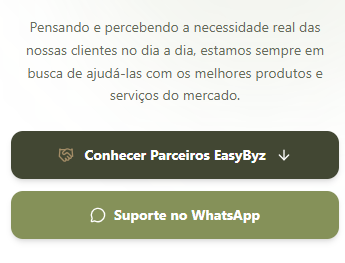 Pensando e percebendo a necessidade real das
nossas clientes no dia a dia, estamos sempre em
busca de ajudá-las com os melhores produtos e
serviços do mercado.
Conhecer Parceiros EasyByz ↓
Suporte no WhatsApp